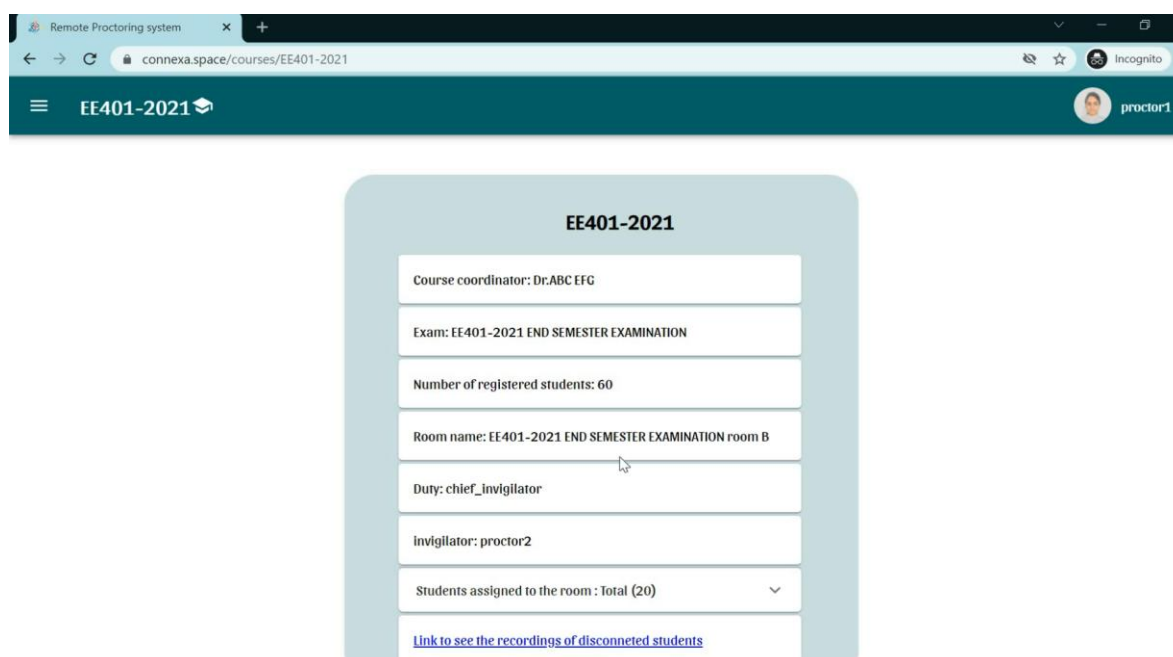 Remote Proctoring system
connexa.space/courses/EE401-2021
Incognito
EE401-2021
proctor1
EE401-2021
Course coordinator: Dr.ABC EFG
Exam: EE401-2021 END SEMESTER EXAMINATION
Number of registered students: 60
Room name: EE401-2021 END SEMESTER EXAMINATION room B
Duty: chief_invigilator
invigilator: proctor2
Students assigned to the room : Total (20)
Link to see the recordings of disconneted students